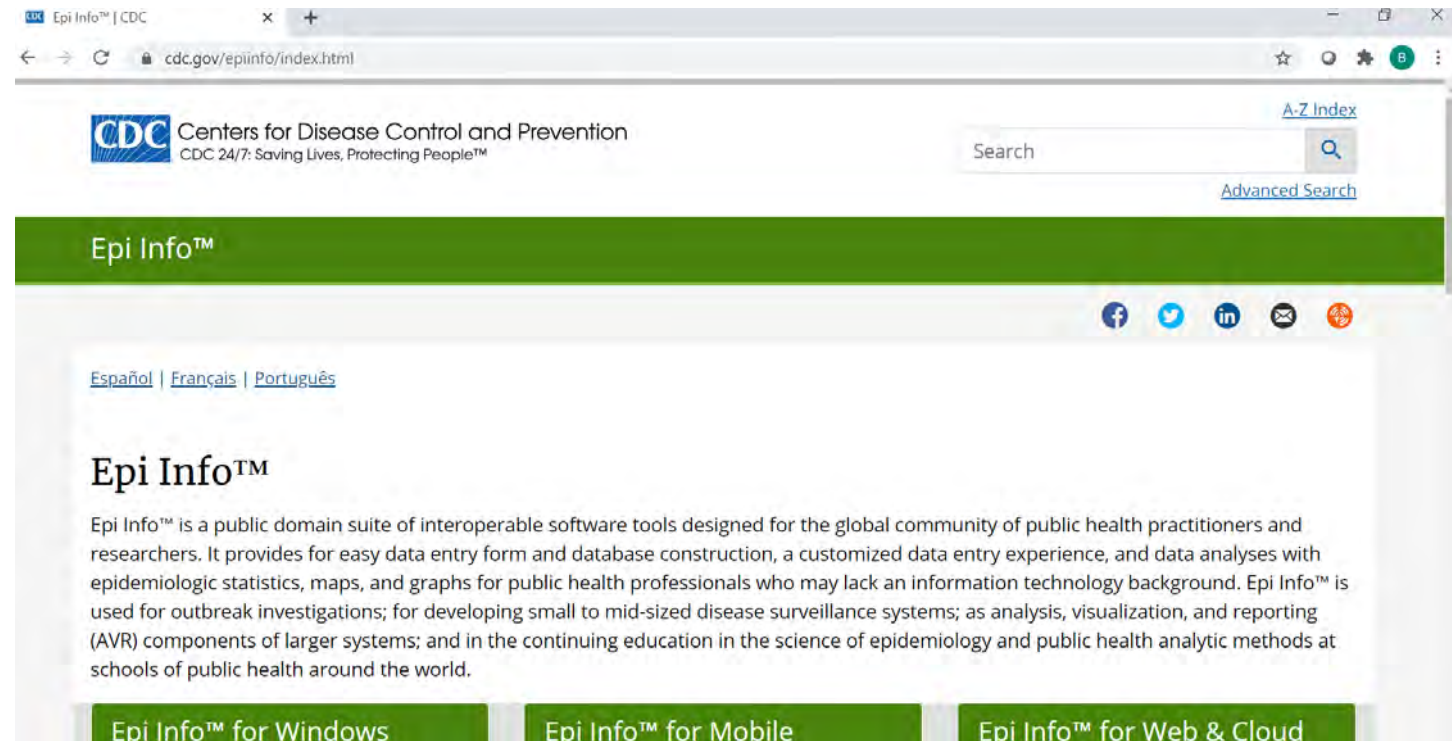 Epi Info™ | CDC
cdc.gov/epiinfo/index.html
B
A-Z Index
CDC Centers for Disease Control and Prevention
CDC 24/7: Saving Lives, Protecting People™
Search
Advanced Search
Epi Info™
Español | Français | Português
Epi Info™
Epi Info™ is a public domain suite of interoperable software tools designed for the global community of public health practitioners and
researchers. It provides for easy data entry form and database construction, a customized data entry experience, and data analyses with
epidemiologic statistics, maps, and graphs for public health professionals who may lack an information technology background. Epi Info™ is
used for outbreak investigations; for developing small to mid-sized disease surveillance systems; as analysis, visualization, and reporting
(AVR) components of larger systems; and in the continuing education in the science of epidemiology and public health analytic methods at
schools of public health around the world.
Epi Info™ for Windows
Epi Info™ for Mobile
Epi Info™ for Web & Cloud